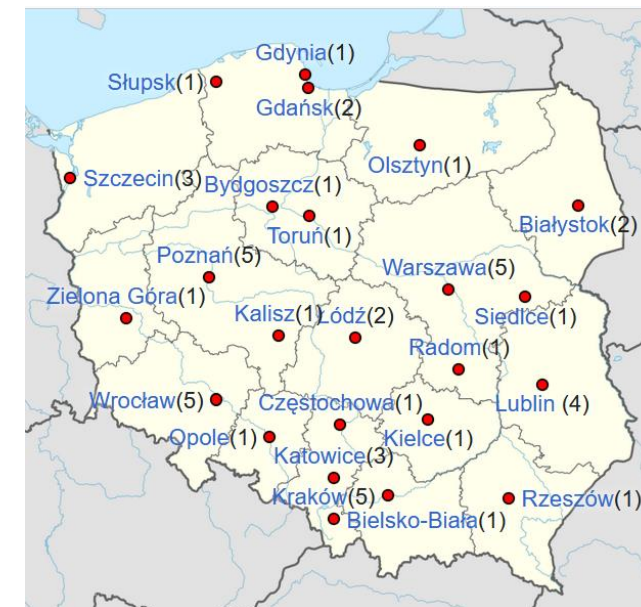 Gdynia(1)
Słupsk(1)
Gdańsk(2)
Olsztyn(1)
Szczecin(3)
Bydgoszcz(1)
Białystok(2)
Toruń(1)
Poznań(5)
Warszawa(5)
Zielona Góra(1)
Siedlce(1)
Kalisz(1)
Łódź(2)
Radom(1)
Wrocław(5)
Częstochowa(1)
Lublin (4)
Opole(1)
Kielce(1)
Katowice(3)
Kraków(5)
Rzeszów(1)
Bielsko-Biała(1)